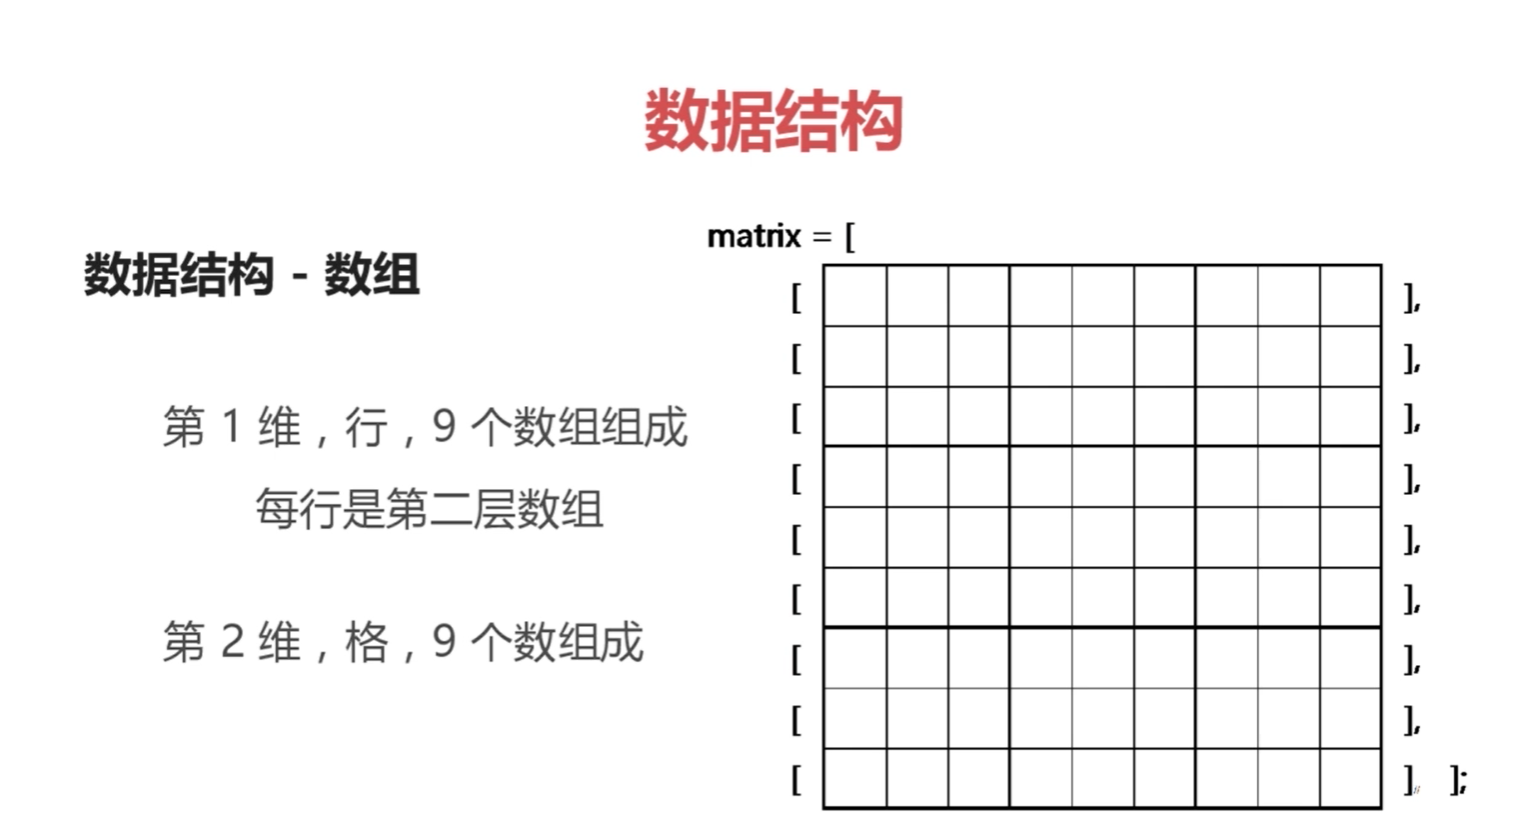 数据结构
matrix = [
数据结构 - 数组
[ ],
[ ],
[ ],
第 1 维，行，9 个数组组成
[ ],
每行是第二层数组
[ ],
[ ],
第 2 维，格，9 个数组成
[ ],
[ ],
[ ] ];